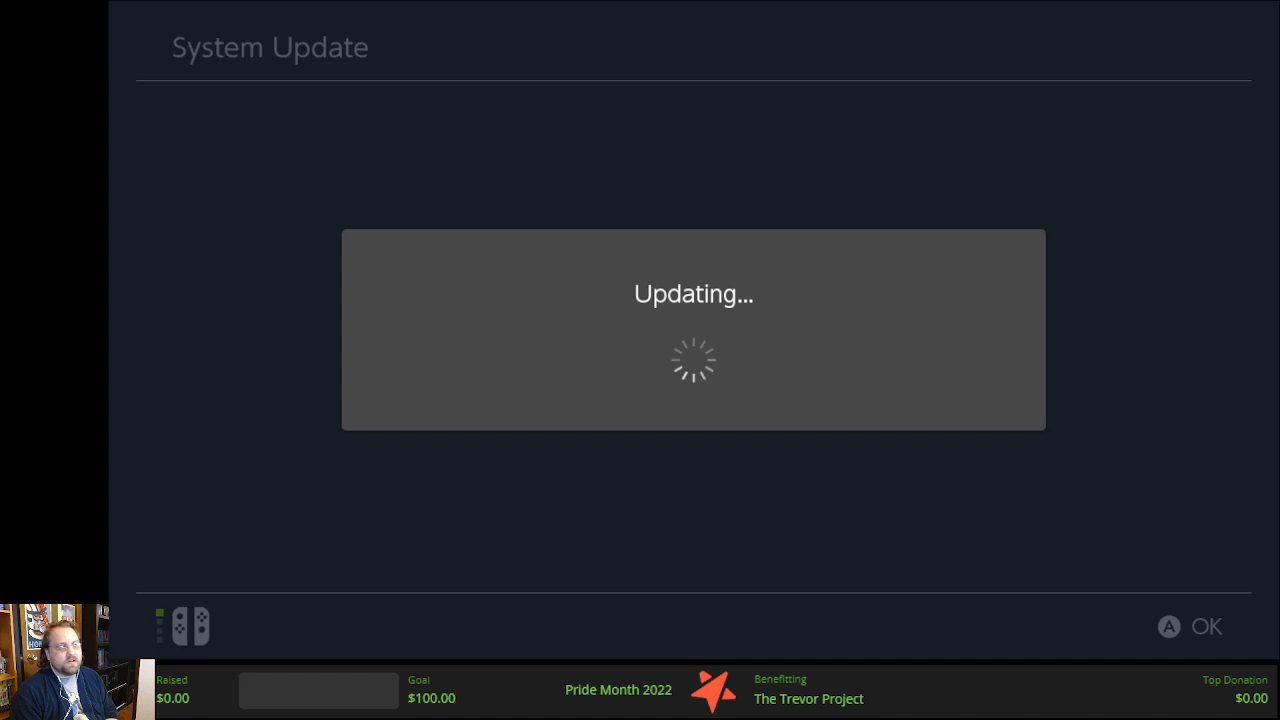 System Update
Updating...
A OK
Raised
$0.00
Goal
$100.00
Pride Month 2022
Benefitting
The Trevor Project
Top Donation
$0.00